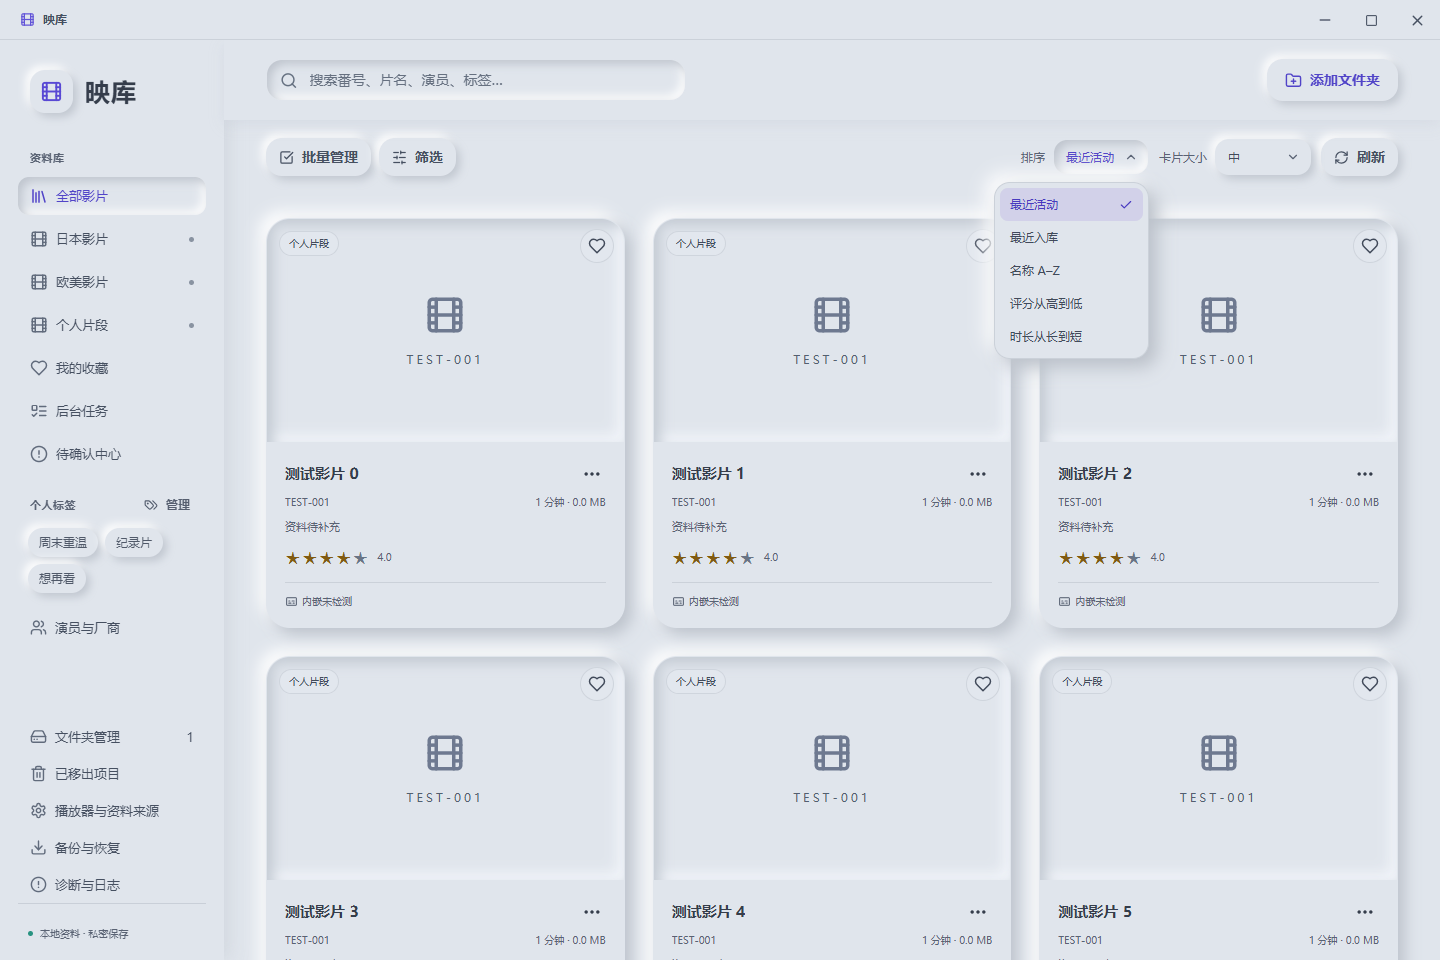 映库
映库
搜索番号、片名、演员、标签...
添加文件夹
资料库
全部影片
日本影片
欧美影片
个人片段
我的收藏
后台任务
待确认中心
个人标签
管理
周末重温
纪录片
想再看
演员与厂商
文件夹管理 1
已移出项目
播放器与资料来源
备份与恢复
诊断与日志
本地资料 · 私密保存
批量管理
筛选
排序
最近活动
卡片大小
中
刷新
最近活动
最近入库
名称 A–Z
评分从高到低
时长从长到短
个人片段
TEST-001
测试影片 0
TEST-001
1 分钟 · 0.0 MB
资料待补充
★★★★★ 4.0
内嵌未检测
个人片段
TEST-001
测试影片 1
TEST-001
1 分钟 · 0.0 MB
资料待补充
★★★★★ 4.0
内嵌未检测
TEST-001
测试影片 2
TEST-001
1 分钟 · 0.0 MB
资料待补充
★★★★★ 4.0
内嵌未检测
个人片段
TEST-001
测试影片 3
TEST-001
1 分钟 · 0.0 MB
个人片段
TEST-001
测试影片 4
TEST-001
1 分钟 · 0.0 MB
个人片段
TEST-001
测试影片 5
TEST-001
1 分钟 · 0.0 MB